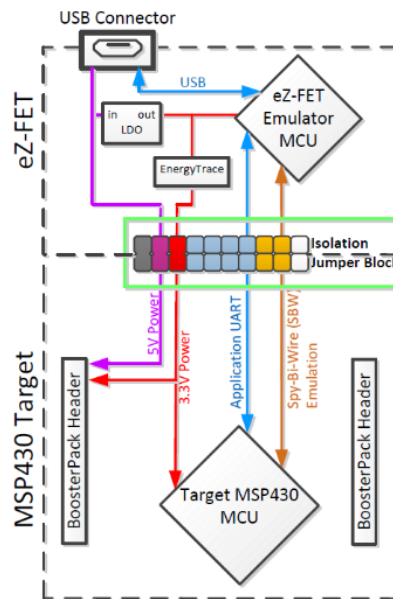 USB Connector
USB
eZ-FET
eZ-FET
Emulator
MCU
in out
LDO
EnergyTrace
Isolation
Jumper Block
5V Power
3.3V Power
Application UART
Spy-Bi-Wire (SBW)
Emulation
MSP430 Target
BoosterPack Header
BoosterPack Header
Target MSP430
MCU